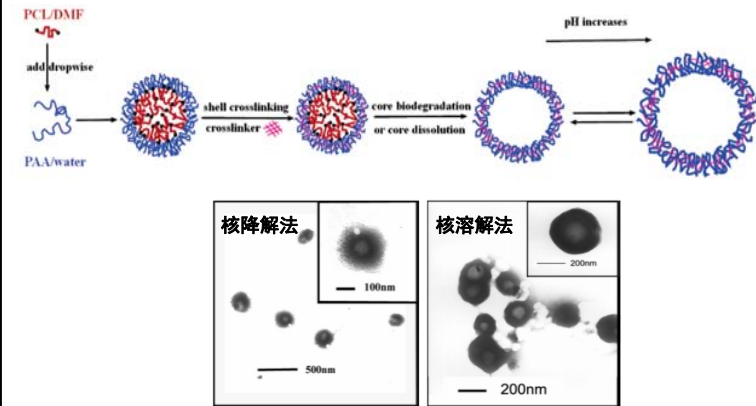 PCL/DMF
add dropwise
PAA/water
shell crosslinking
crosslinker
core biodegradation
or core dissolution
pH increases
核降解法
100nm
500nm
核溶解法
200nm
200nm